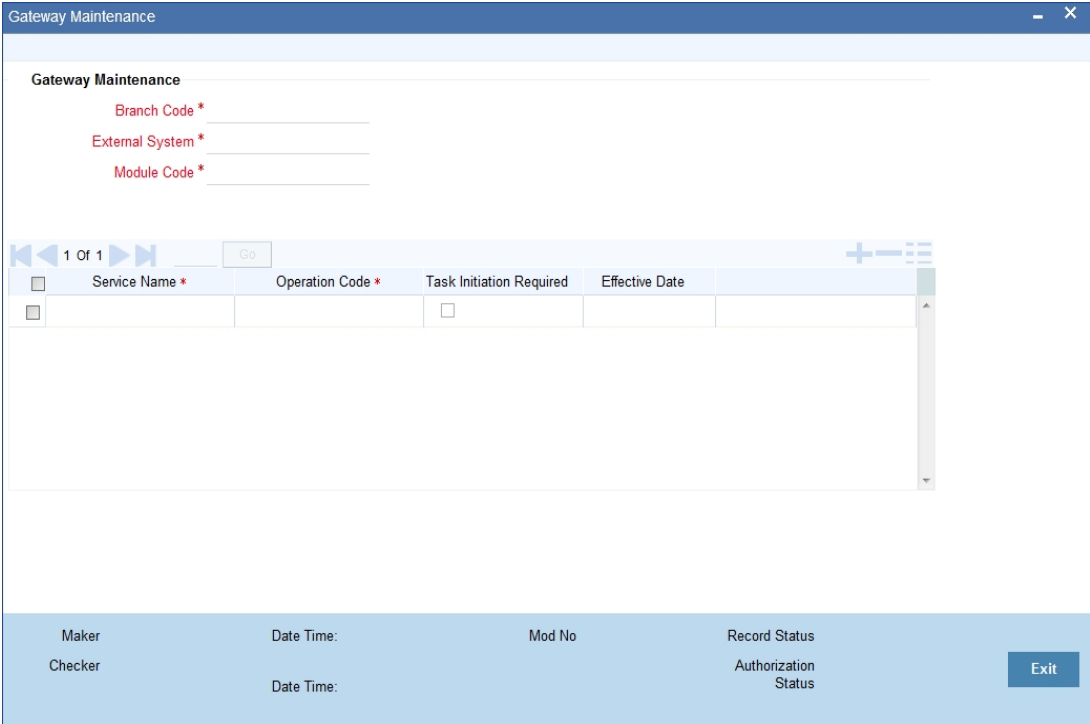 Gateway Maintenance
Gateway Maintenance
Branch Code *
External System *
Module Code *
1 Of 1 Go
Service Name * Operation Code * Task Initiation Required Effective Date
Maker Date Time: Mod No Record Status
Checker Date Time: Authorization Status
Exit